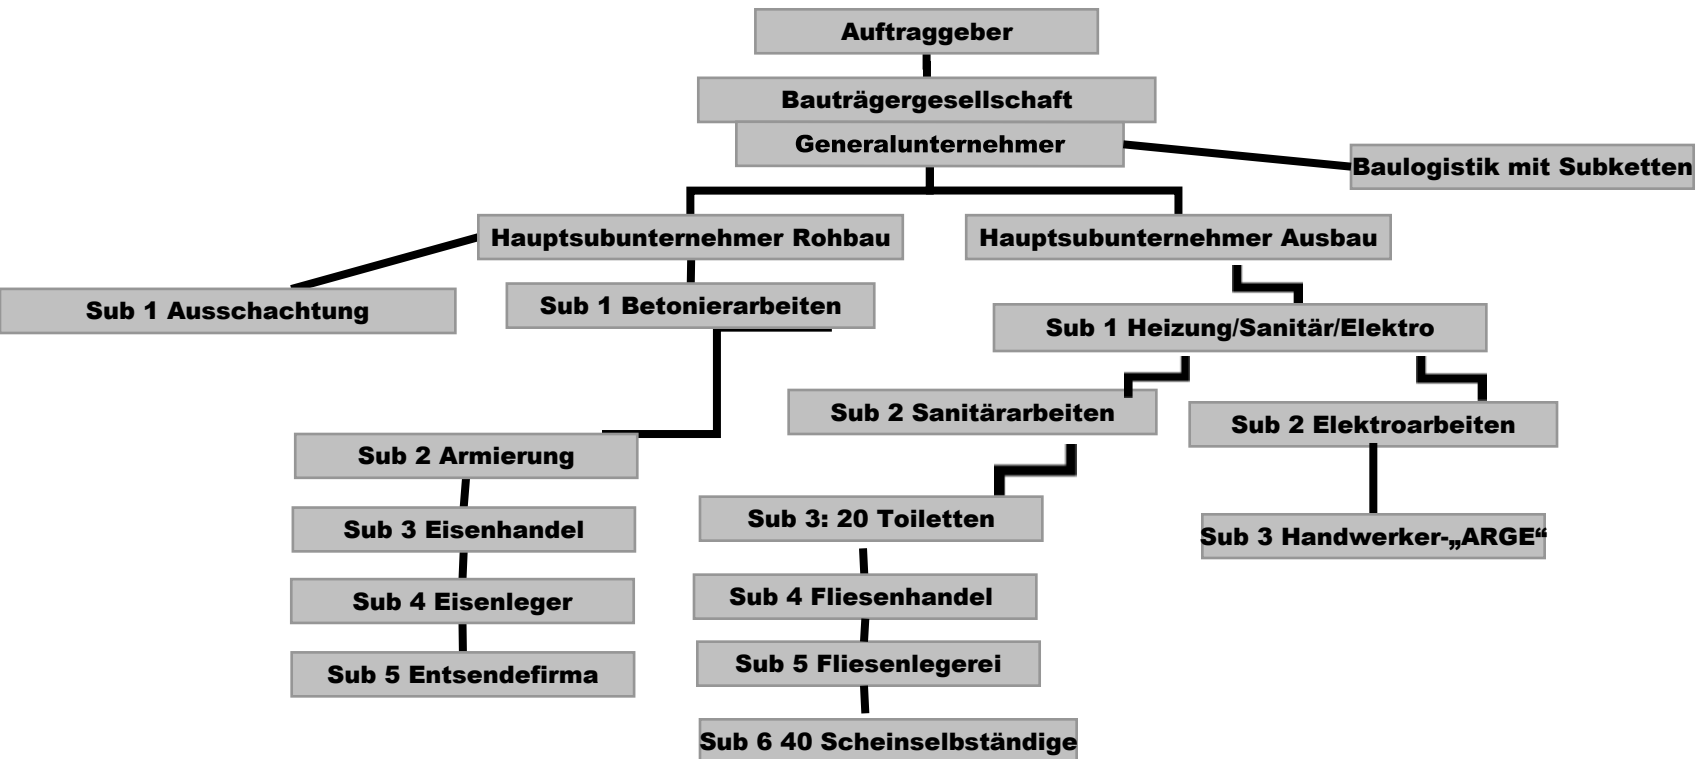 Auftraggeber
Bauträgergesellschaft
Generalunternehmer
Baulogistik mit Subketten
Hauptsubunternehmer Rohbau
Hauptsubunternehmer Ausbau
Sub 1 Ausschachtung
Sub 1 Betonierarbeiten
Sub 1 Heizung/Sanitär/Elektro
Sub 2 Sanitärarbeiten
Sub 2 Elektroarbeiten
Sub 2 Armierung
Sub 3 Eisenhandel
Sub 3: 20 Toiletten
Sub 3 Handwerker-„ARGE“
Sub 4 Eisenleger
Sub 4 Fliesenhandel
Sub 5 Entsendefirma
Sub 5 Fliesenlegerei
Sub 6 40 Scheinselbständige